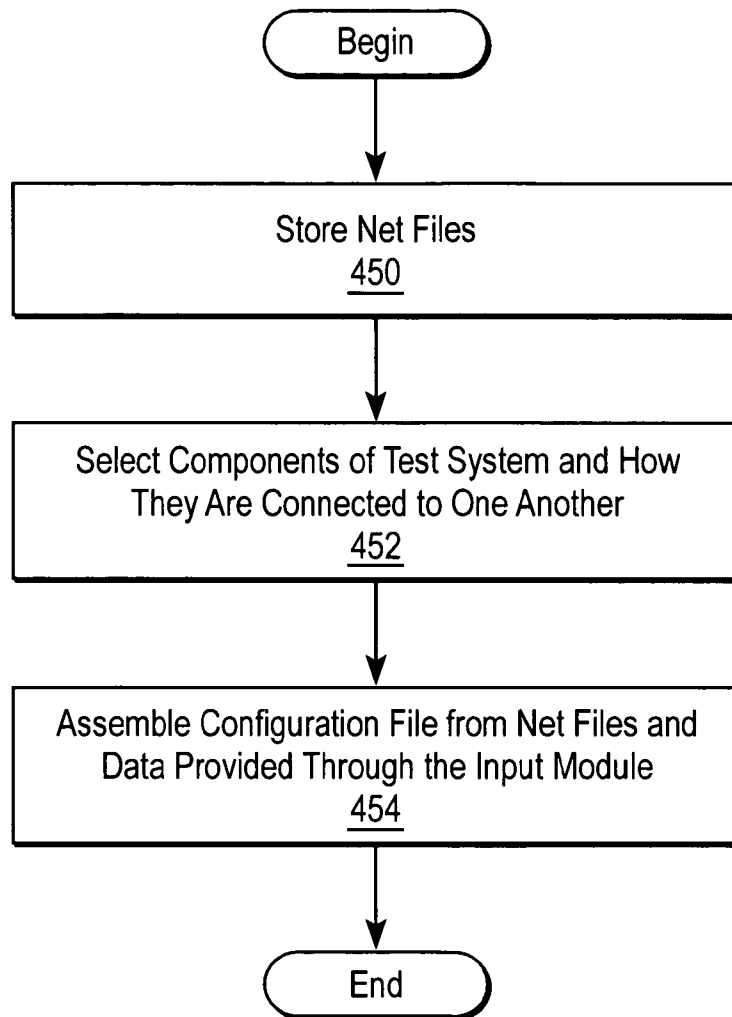 Begin
Store Net Files
450
Select Components of Test System and How
They Are Connected to One Another
452
Assemble Configuration File from Net Files and
Data Provided Through the Input Module
454
End